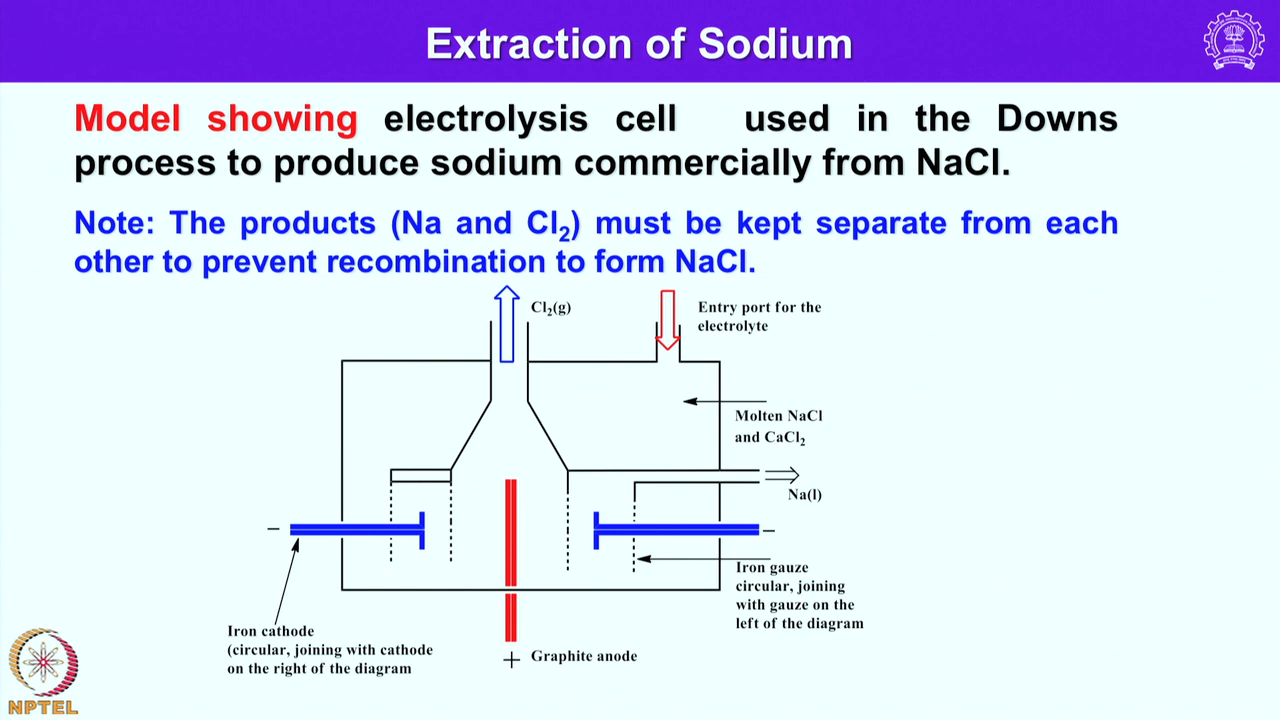 Extraction of Sodium
Model showing electrolysis cell used in the Downs
process to produce sodium commercially from NaCl.
Note: The products (Na and Cl₂) must be kept separate from each
other to prevent recombination to form NaCl.
Cl₂(g)
Entry port for the
electrolyte
Molten NaCl
and CaCl₂
Na(l)
−
−
Iron gauze
circular, joining
with gauze on the
left of the diagram
Iron cathode
(circular, joining with cathode
on the right of the diagram
+ Graphite anode
NPTEL